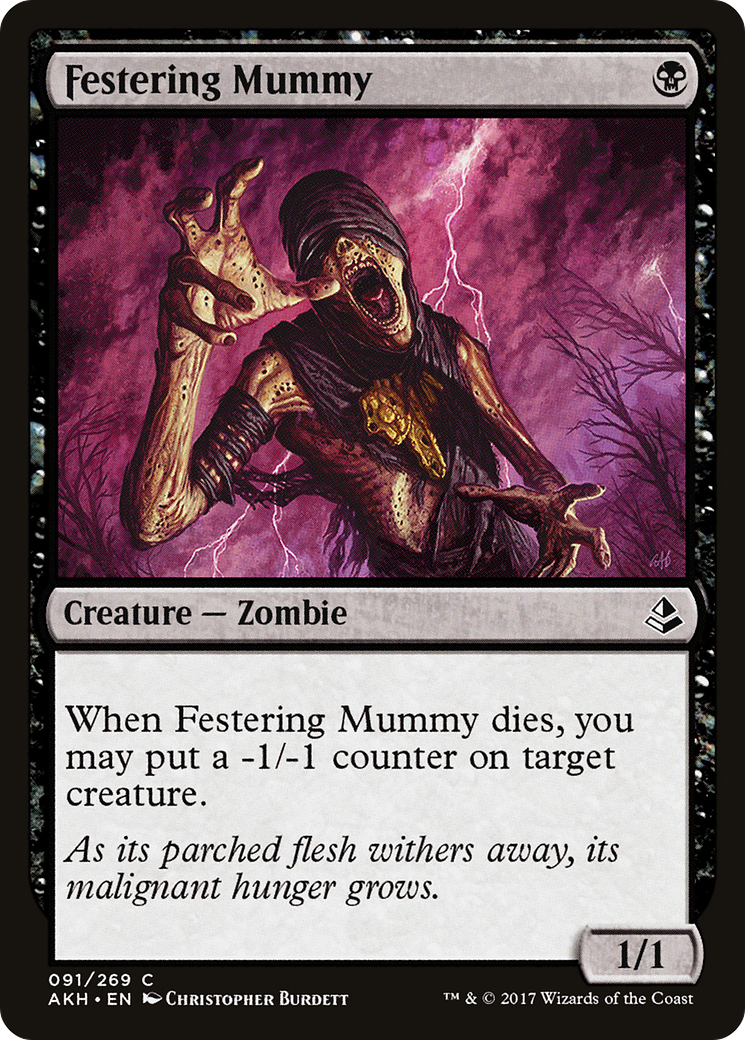 Festering Mummy
Creature — Zombie
When Festering Mummy dies, you
may put a -1/-1 counter on target
creature.
As its parched flesh withers away, its
malignant hunger grows.
1/1
091/269 C
AKH • EN Christopher Burdett
™ & © 2017 Wizards of the Coast